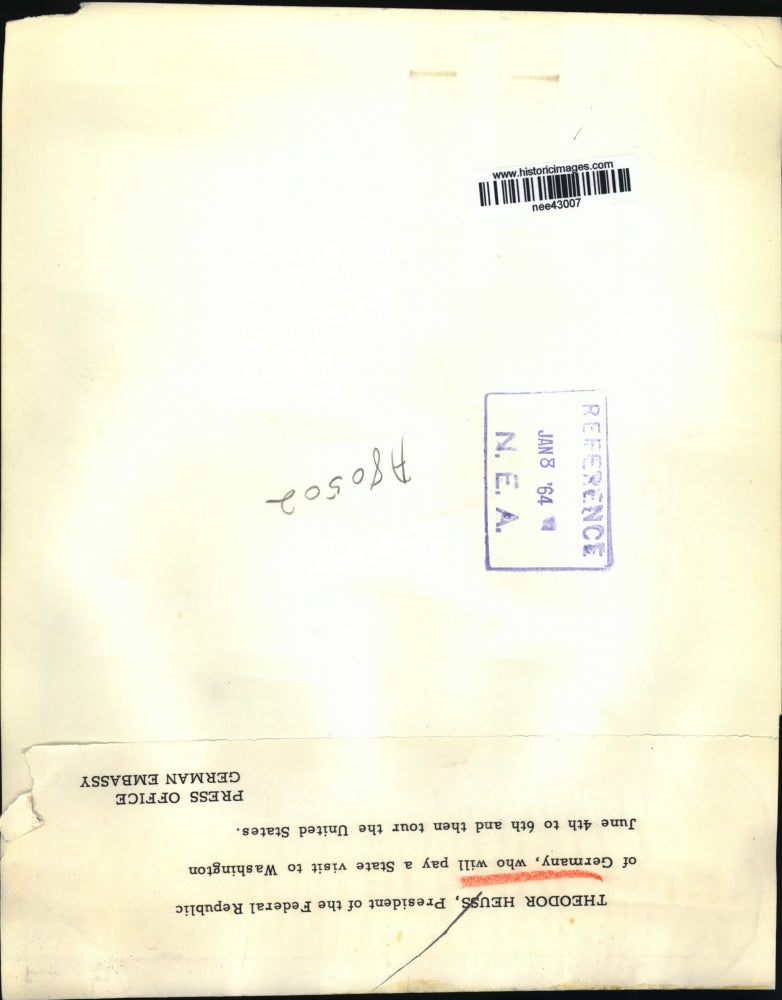 www.historicimages.com
nee43007
REFERENCE
JAN 8 '64
N. E. A.
A80502
THEODOR HEUSS, President of the Federal Republic
of Germany, who will pay a State visit to Washington
June 4th to 6th and then tour the United States.
PRESS OFFICE
GERMAN EMBASSY